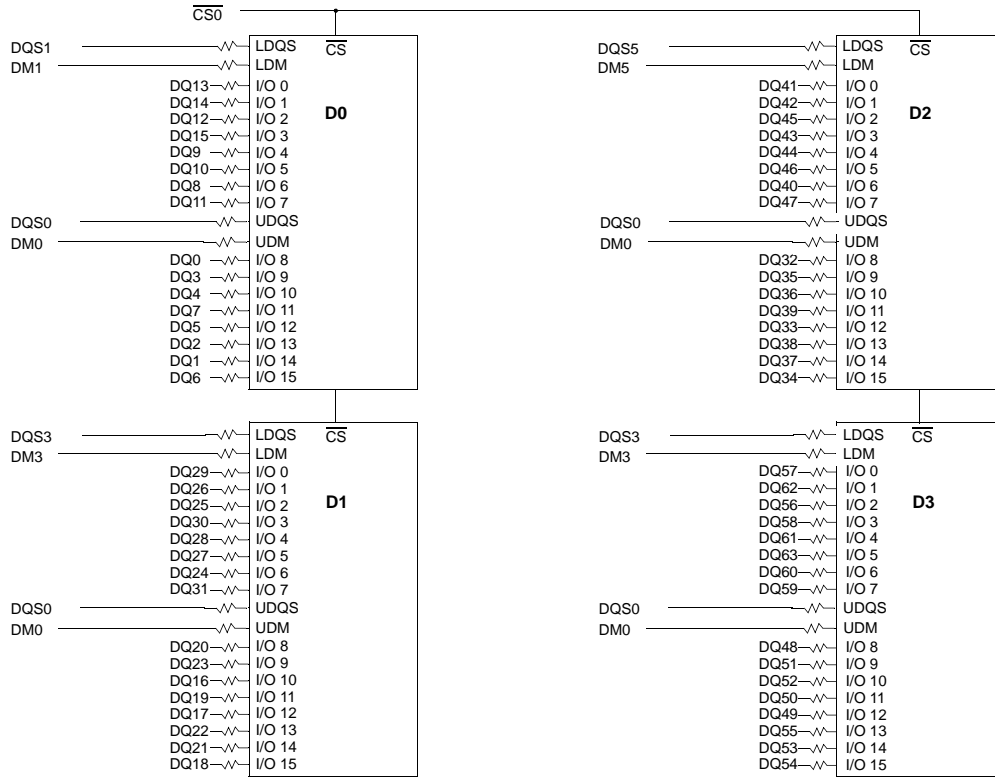 CS0
DQS1 LDQS CS
DM1 LDM
DQ13 I/O 0
DQ14 I/O 1
DQ12 I/O 2
D0
DQ15 I/O 3
DQ9 I/O 4
DQ10 I/O 5
DQ8 I/O 6
DQ11 I/O 7
DQS0 UDQS
DM0 UDM
DQ0 I/O 8
DQ3 I/O 9
DQ4 I/O 10
DQ7 I/O 11
DQ5 I/O 12
DQ2 I/O 13
DQ1 I/O 14
DQ6 I/O 15
DQS5 LDQS CS
DM5 LDM
DQ41 I/O 0
DQ42 I/O 1
DQ45 I/O 2
D2
DQ43 I/O 3
DQ44 I/O 4
DQ46 I/O 5
DQ40 I/O 6
DQ47 I/O 7
DQS0 UDQS
DM0 UDM
DQ32 I/O 8
DQ35 I/O 9
DQ36 I/O 10
DQ39 I/O 11
DQ33 I/O 12
DQ38 I/O 13
DQ37 I/O 14
DQ34 I/O 15
DQS3 LDQS CS
DM3 LDM
DQ29 I/O 0
DQ26 I/O 1
DQ25 I/O 2
D1
DQ30 I/O 3
DQ28 I/O 4
DQ27 I/O 5
DQ24 I/O 6
DQ31 I/O 7
DQS0 UDQS
DM0 UDM
DQ20 I/O 8
DQ23 I/O 9
DQ16 I/O 10
DQ19 I/O 11
DQ17 I/O 12
DQ22 I/O 13
DQ21 I/O 14
DQ18 I/O 15
DQS3 LDQS CS
DM3 LDM
DQ57 I/O 0
DQ62 I/O 1
DQ56 I/O 2
D3
DQ58 I/O 3
DQ61 I/O 4
DQ63 I/O 5
DQ60 I/O 6
DQ59 I/O 7
DQS0 UDQS
DM0 UDM
DQ48 I/O 8
DQ51 I/O 9
DQ52 I/O 10
DQ50 I/O 11
DQ49 I/O 12
DQ55 I/O 13
DQ53 I/O 14
DQ54 I/O 15